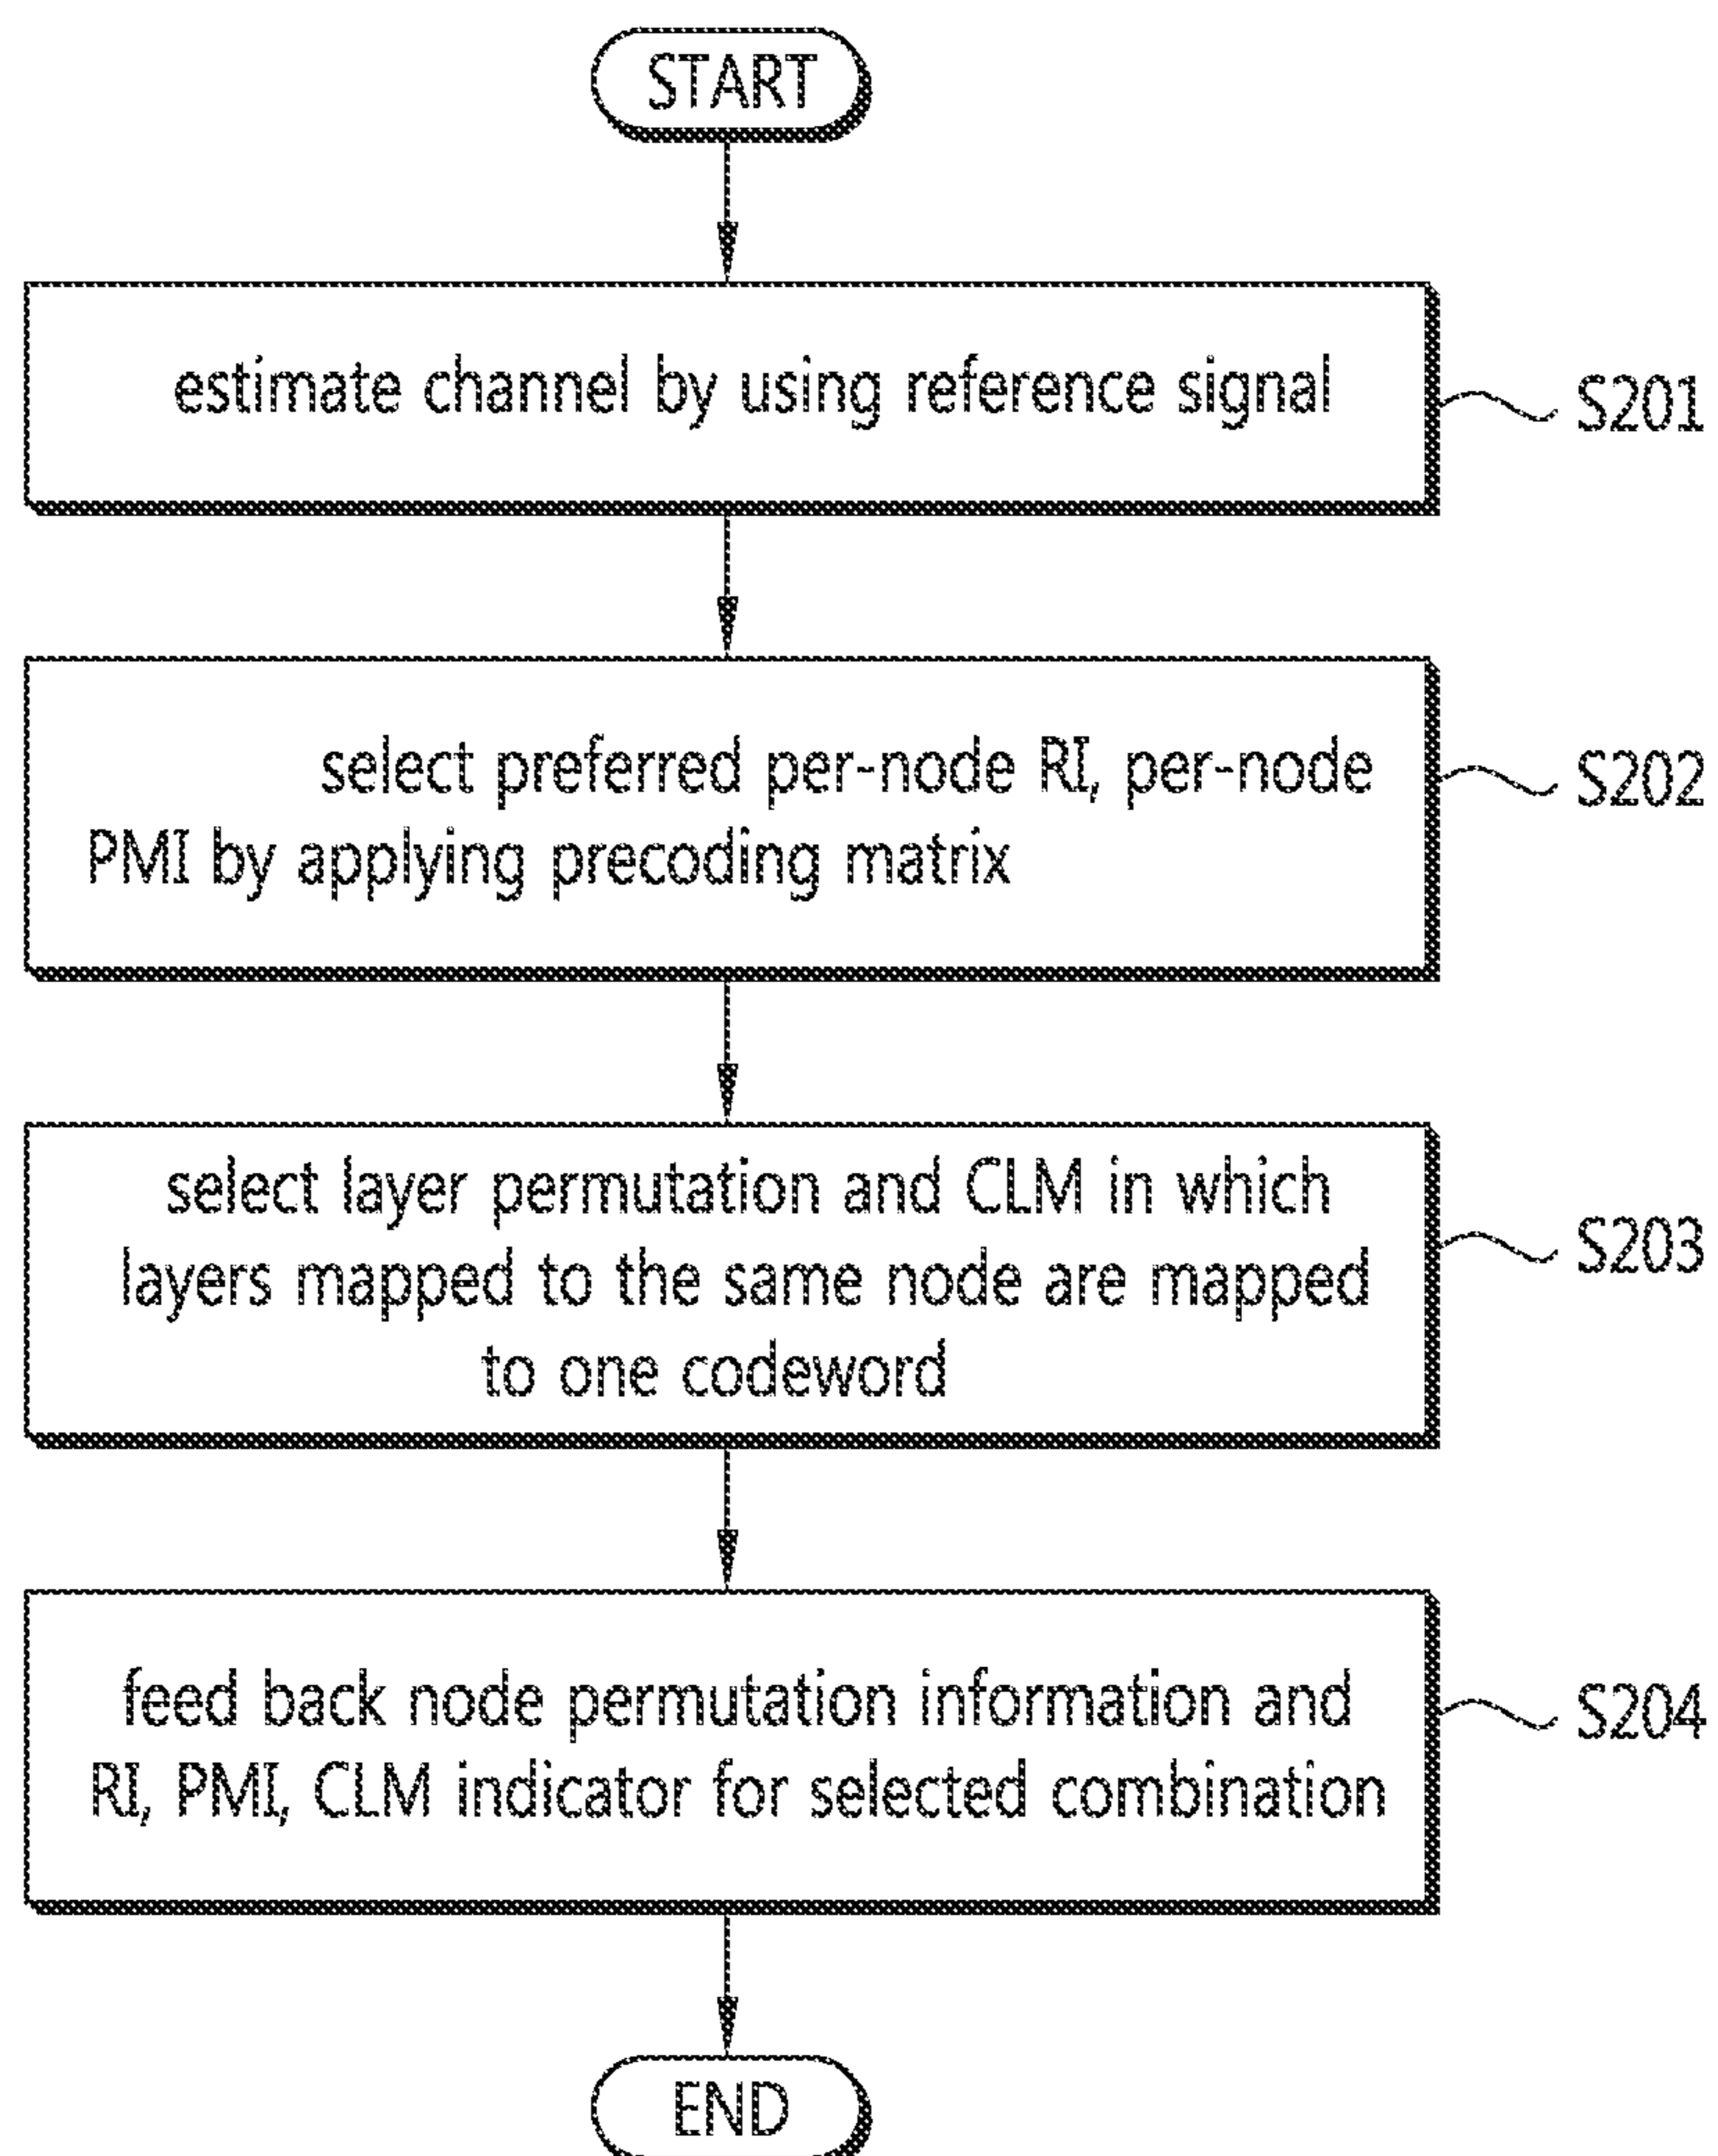 START
estimate channel by using reference signal
S201
select preferred per-node RI, per-node
PMI by applying precoding matrix
S202
select layer permutation and CLM in which
layers mapped to the same node are mapped
to one codeword
S203
feed back node permutation information and
RI, PMI, CLM indicator for selected combination
S204
END